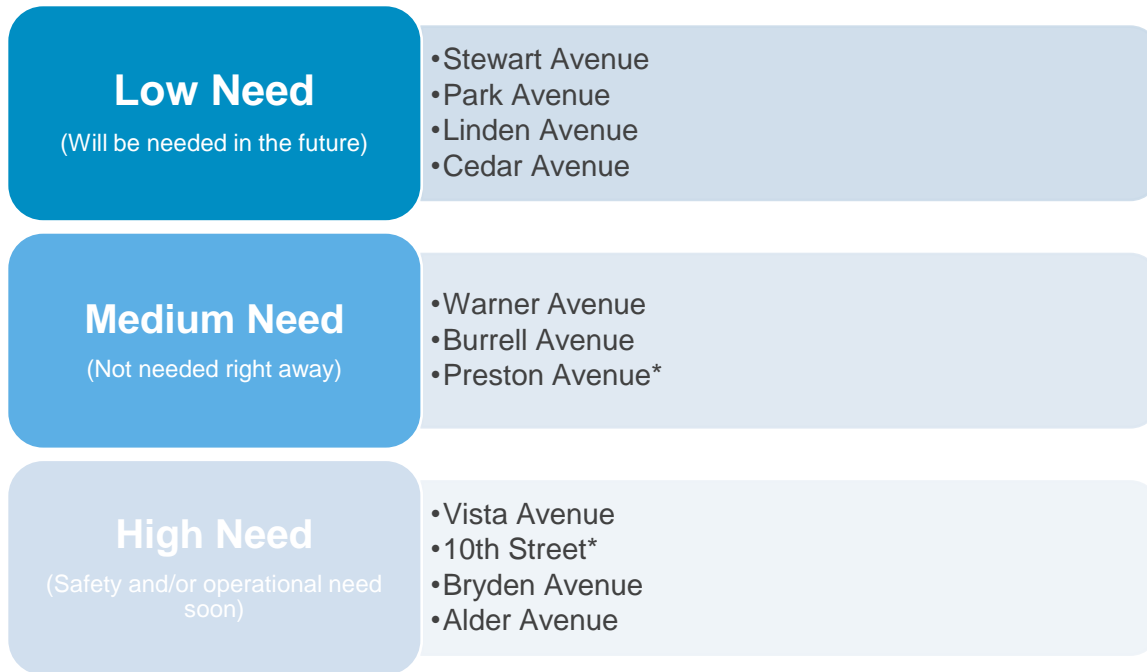 Low Need
(Will be needed in the future)
•Stewart Avenue
•Park Avenue
•Linden Avenue
•Cedar Avenue
Medium Need
(Not needed right away)
•Warner Avenue
•Burrell Avenue
•Preston Avenue*
High Need
(Safety and/or operational need
soon)
•Vista Avenue
•10th Street*
•Bryden Avenue
•Alder Avenue